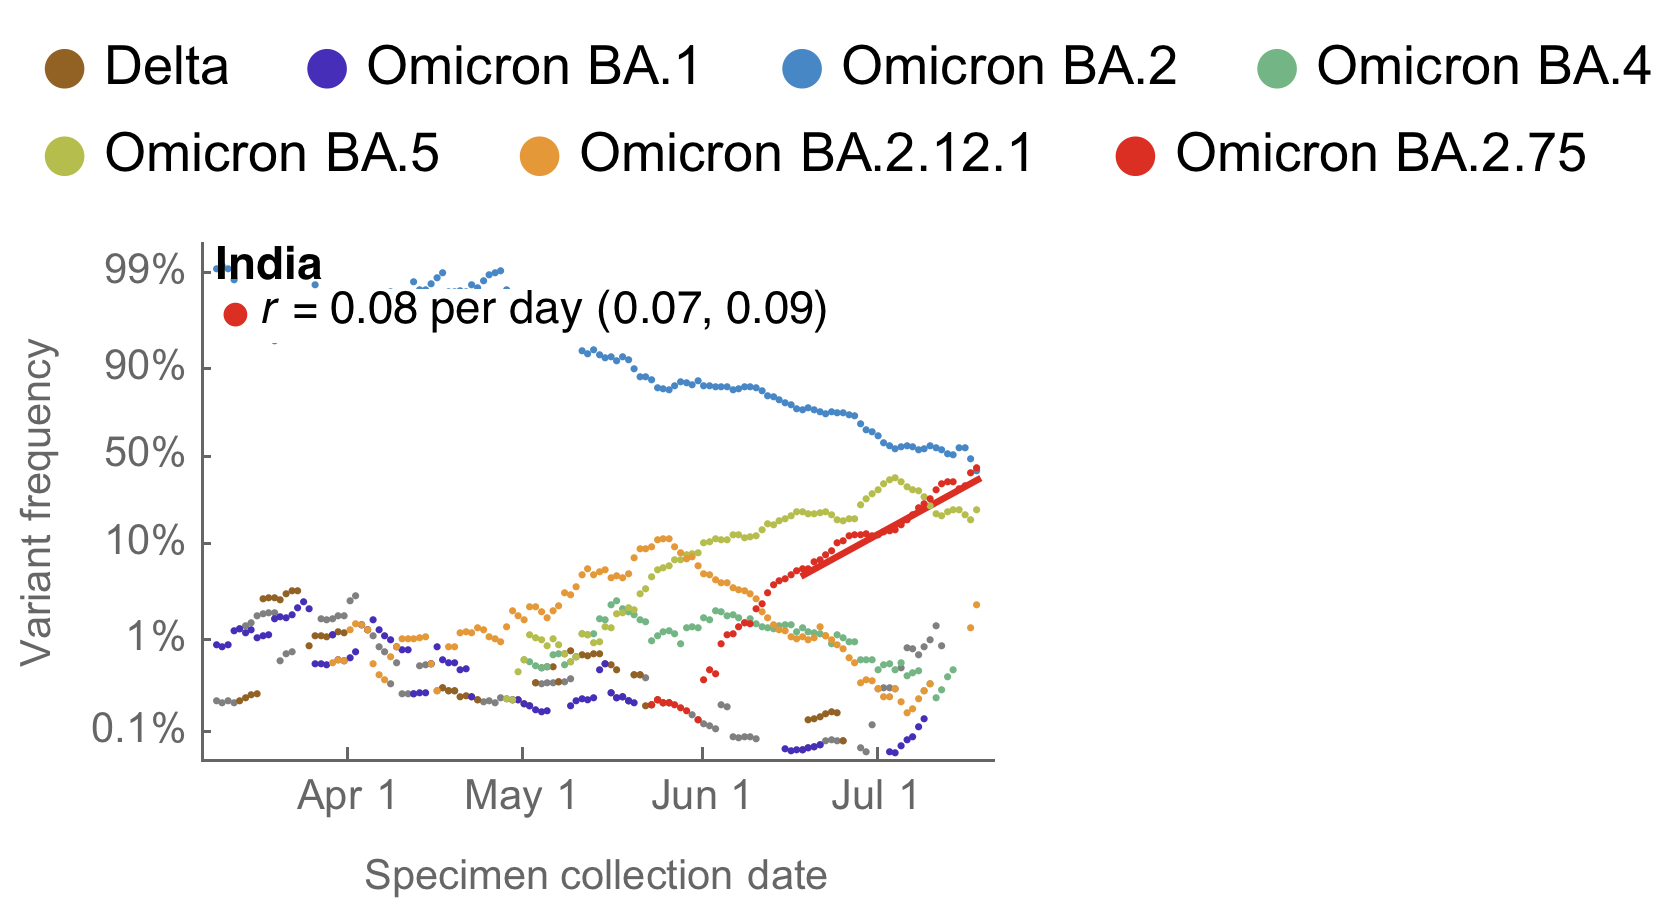 Delta Omicron BA.1 Omicron BA.2 Omicron BA.4
Omicron BA.5 Omicron BA.2.12.1 Omicron BA.2.75
India
r = 0.08 per day (0.07, 0.09)
Variant frequency
99%
90%
50%
10%
1%
0.1%
Apr 1 May 1 Jun 1 Jul 1
Specimen collection date